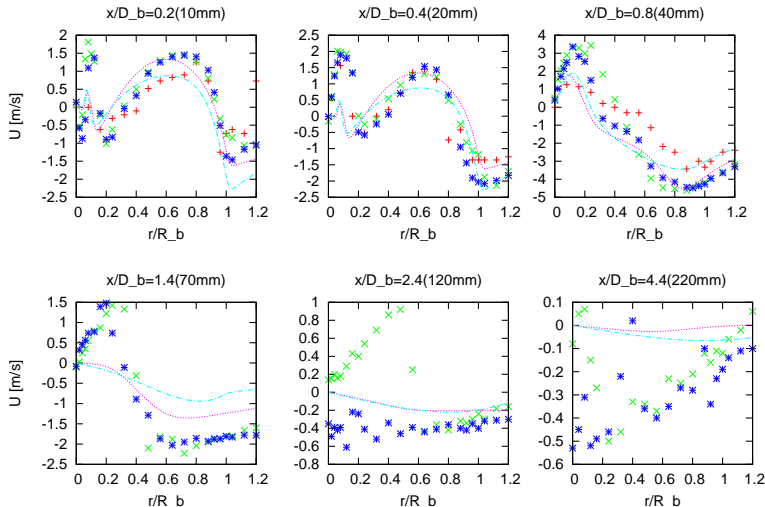 x/D_b=0.2(10mm)
x/D_b=0.4(20mm)
x/D_b=0.8(40mm)
U [m/s]
2
1.5
1
0.5
0
-0.5
-1
-1.5
-2
-2.5
0 0.2 0.4 0.6 0.8 1 1.2
r/R_b
2.5
2
1.5
1
0.5
0
-0.5
-1
-1.5
-2
-2.5
0 0.2 0.4 0.6 0.8 1 1.2
r/R_b
4
3
2
1
0
-1
-2
-3
-4
-5
0 0.2 0.4 0.6 0.8 1 1.2
r/R_b
x/D_b=1.4(70mm)
x/D_b=2.4(120mm)
x/D_b=4.4(220mm)
U [m/s]
1.5
1
0.5
0
-0.5
-1
-1.5
-2
-2.5
0 0.2 0.4 0.6 0.8 1 1.2
r/R_b
1
0.8
0.6
0.4
0.2
0
-0.2
-0.4
-0.6
-0.8
0 0.2 0.4 0.6 0.8 1 1.2
r/R_b
0.1
0
-0.1
-0.2
-0.3
-0.4
-0.5
-0.6
0 0.2 0.4 0.6 0.8 1 1.2
r/R_b